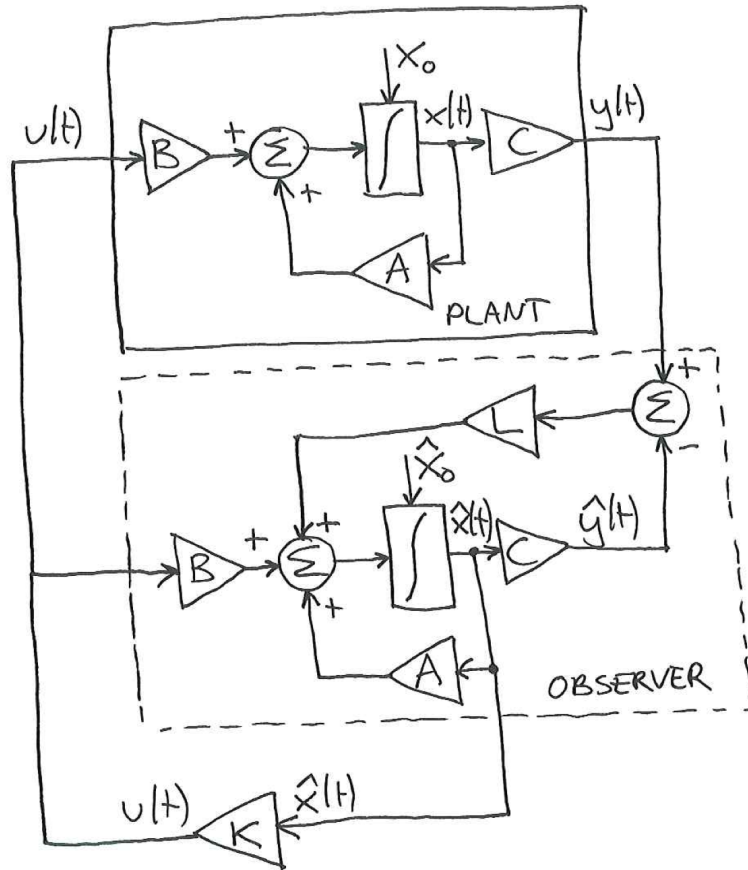 x₀
u(t)
B
+
Σ
+
∫
x(t)
C
y(t)
A
PLANT
+
Σ
-
L
x̂₀
B
+
+
Σ
+
∫
x̂(t)
C
ŷ(t)
A
OBSERVER
u(t)
K
x̂(t)